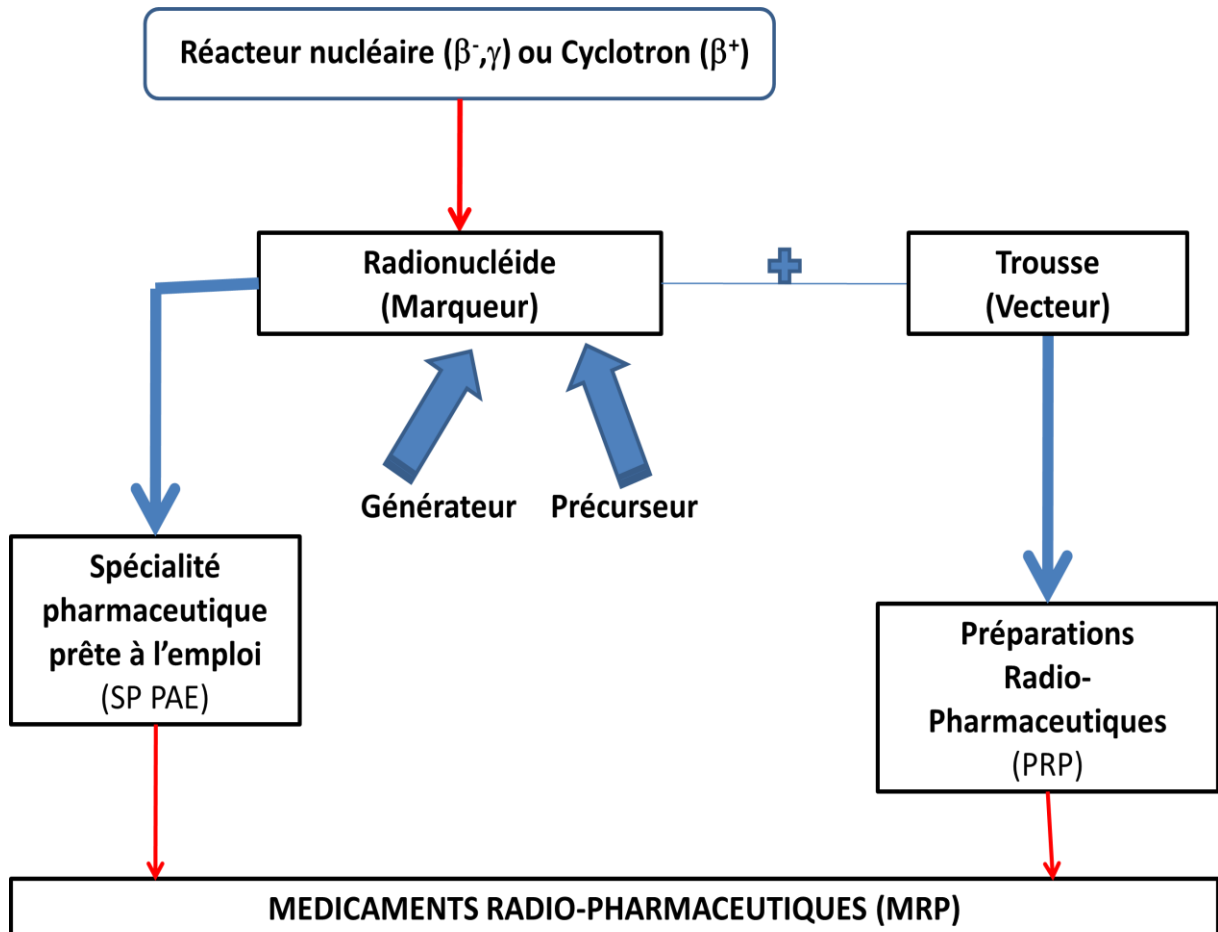 Réacteur nucléaire (β⁻,γ) ou Cyclotron (β⁺)
Radionucléide
(Marqueur)
Trousse
(Vecteur)
Générateur
Précurseur
Spécialité
pharmaceutique
prête à l’emploi
(SP PAE)
Préparations
Radio-
Pharmaceutiques
(PRP)
MEDICAMENTS RADIO-PHARMACEUTIQUES (MRP)